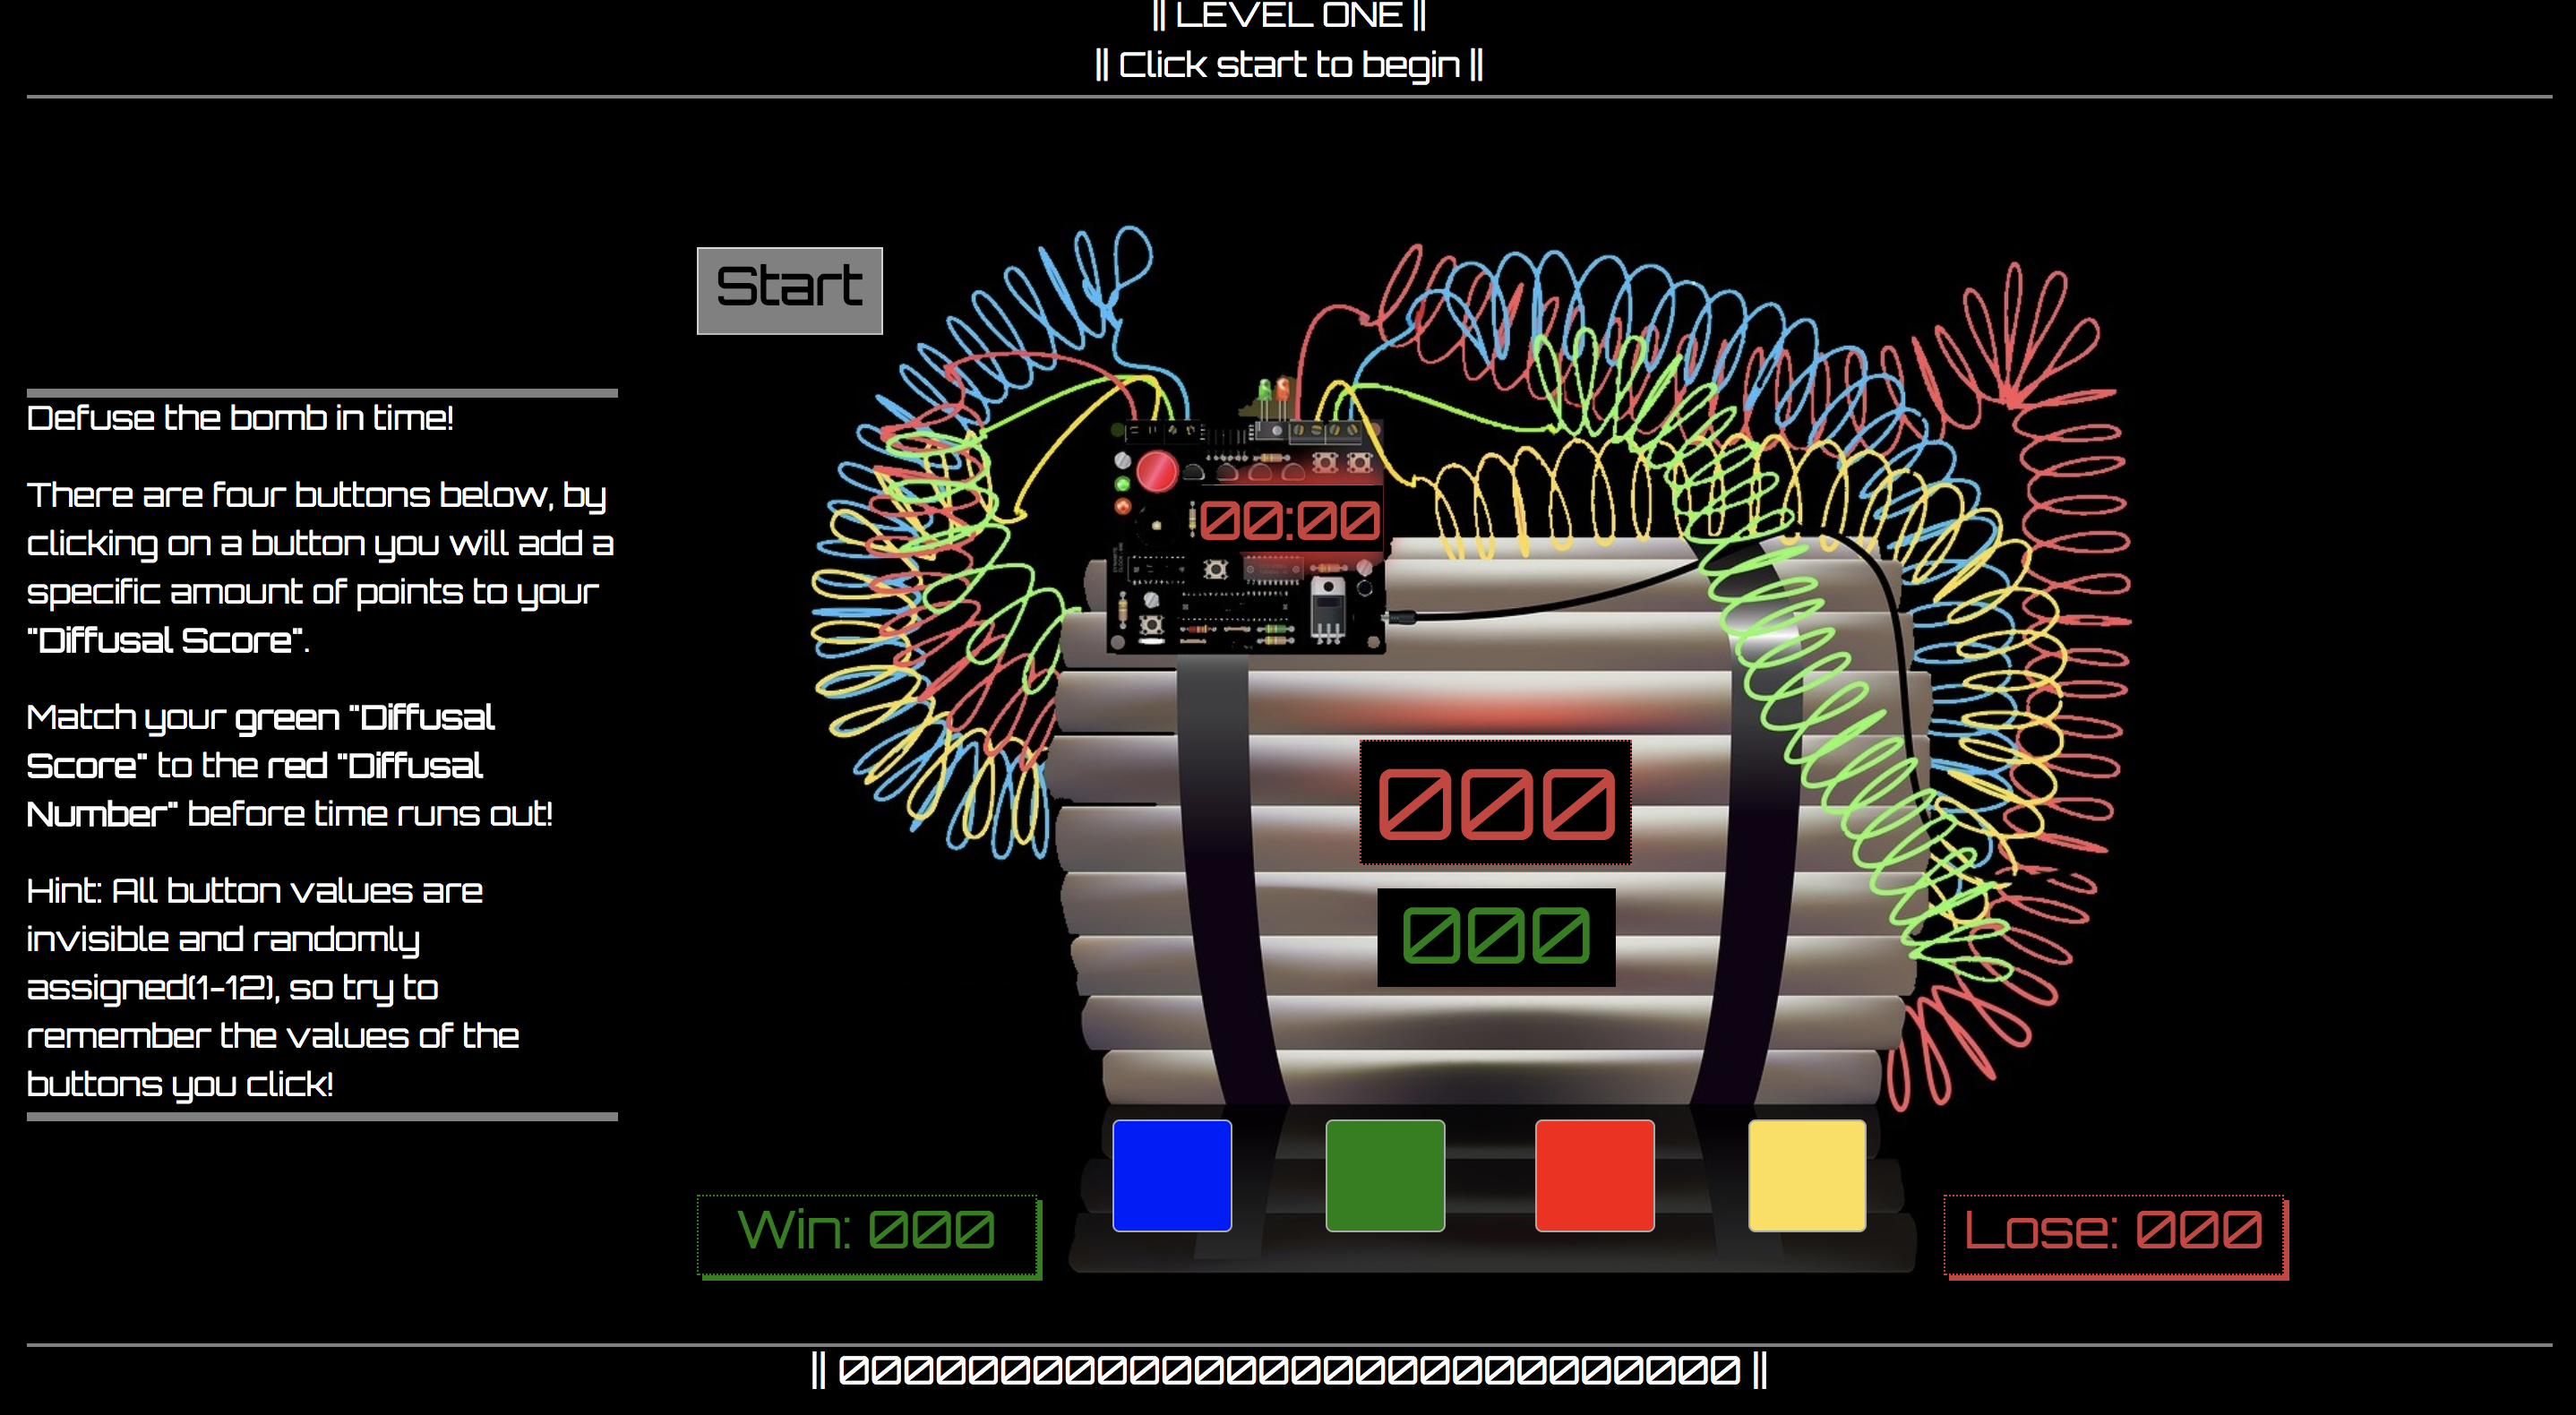 || LEVEL ONE ||
|| Click start to begin ||
Start
Defuse the bomb in time!
There are four buttons below, by
clicking on a button you will add a
specific amount of points to your
"Diffusal Score".
Match your green "Diffusal
Score" to the red "Diffusal
Number" before time runs out!
Hint: All button values are
invisible and randomly
assigned(1-12), so try to
remember the values of the
buttons you click!
00:00
000
000
Win: 000
Lose: 000
|| 0000000000000000000000000000 ||